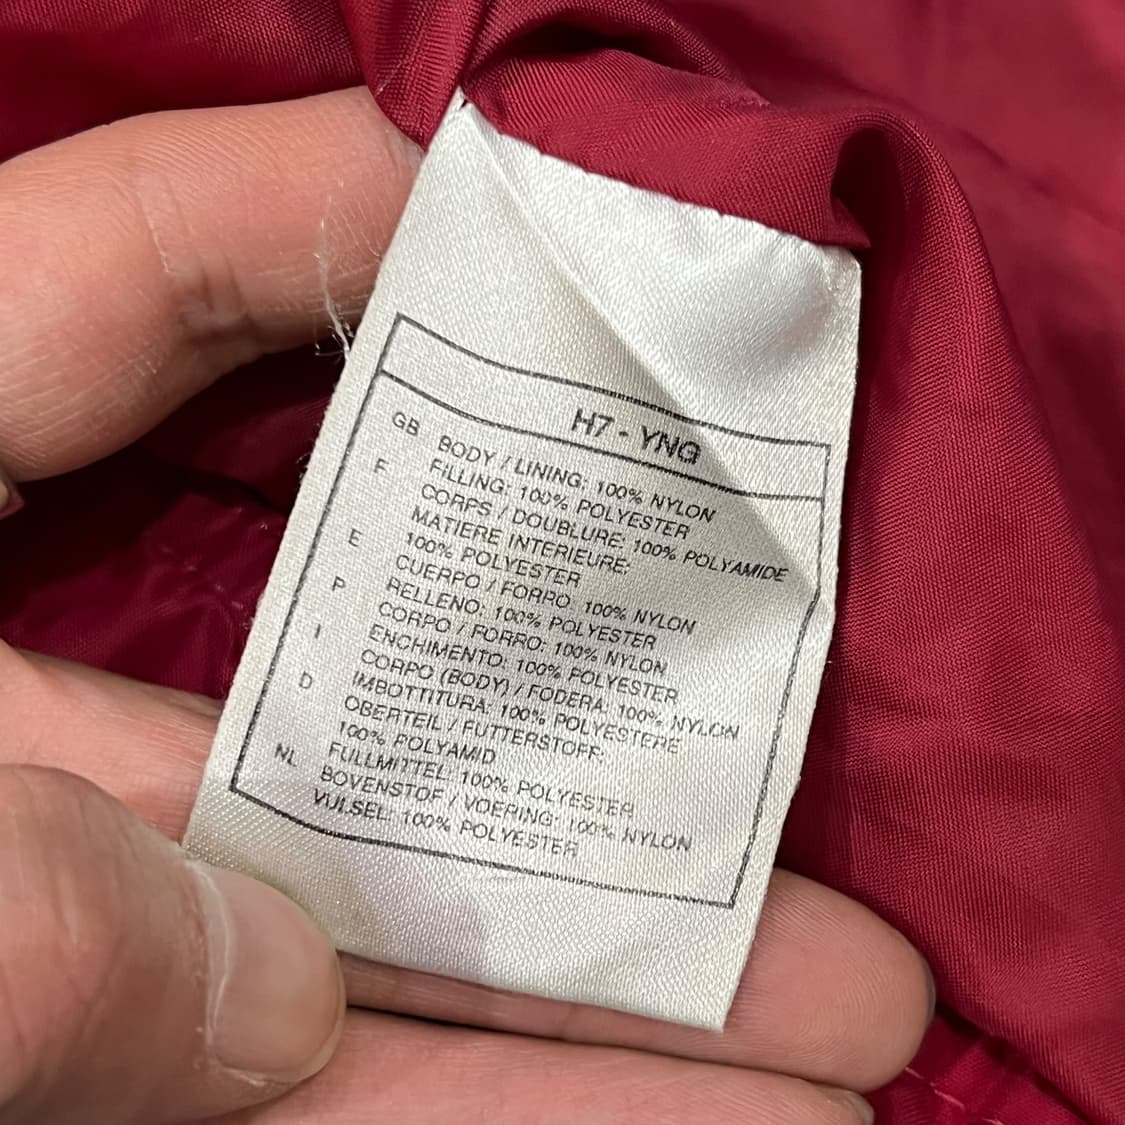 H7 - YNG
GB BODY / LINING: 100% NYLON
FILLING: 100% POLYESTER
F CORPS / DOUBLURE: 100% POLYAMIDE
MATIERE INTERIEURE:
100% POLYESTER
E CUERPO / FORRO 100% NYLON
RELLENO: 100% POLYESTER
P CORPO / FORRO: 100% NYLON
ENCHIMENTO: 100% POLYESTER
I CORPO (BODY) / FODERA: 100% NYLON
IMBOTTITURA: 100% POLYESTERE
D OBERTEIL / FUTTERSTOFF:
100% POLYAMID
FULLMITTEL: 100% POLYESTER
NL BOVENSTOF / VOERING: 100% NYLON
VULSEL: 100% POLYESTER